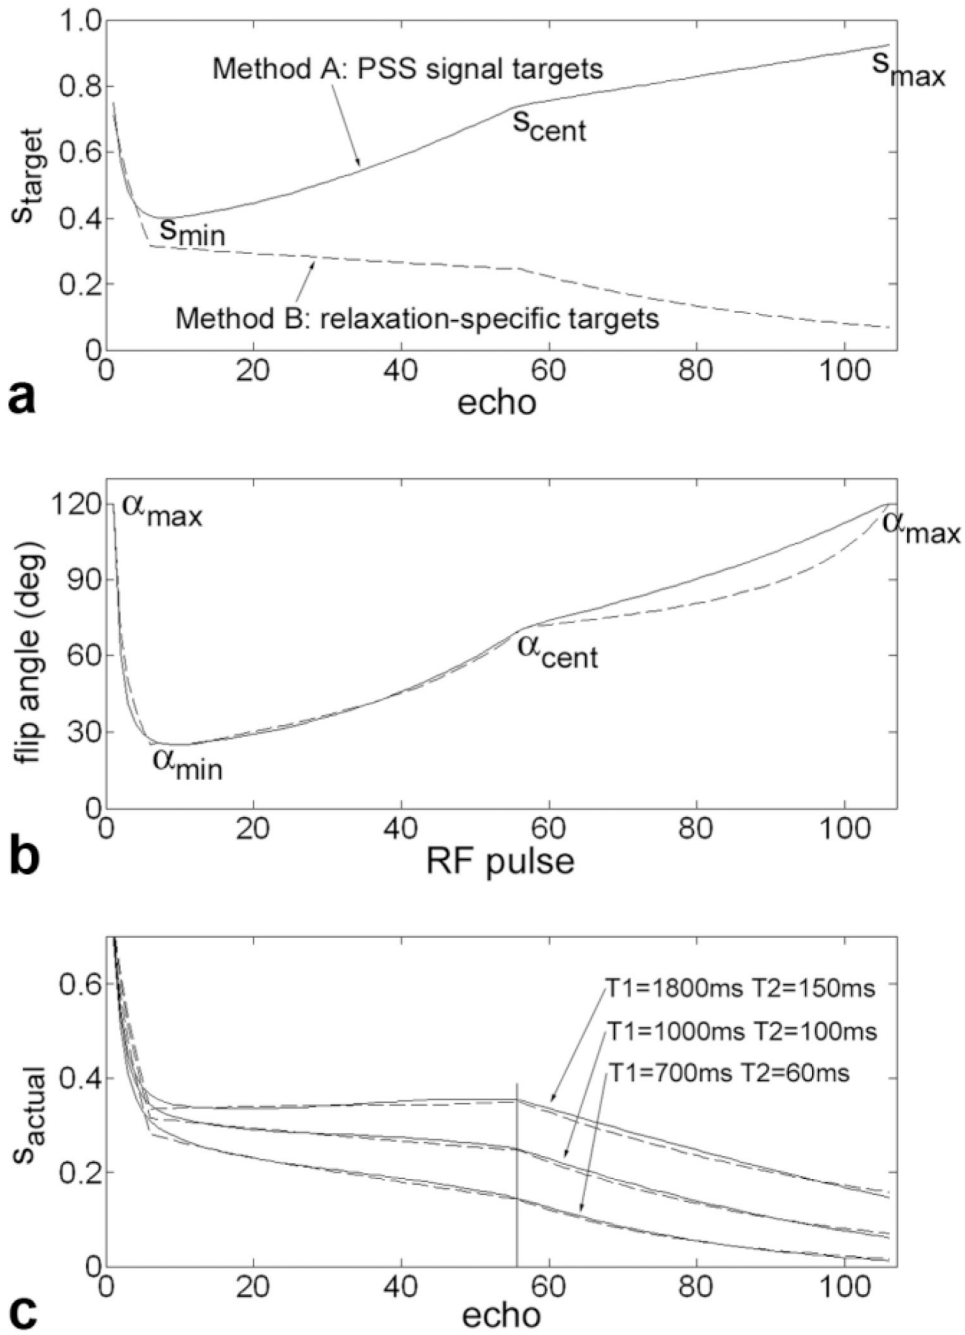 1.0
0.8
0.6
0.4
0.2
0
s_target
Method A: PSS signal targets
s_max
s_cent
s_min
Method B: relaxation-specific targets
0 20 40 60 80 100
echo
a
120
90
60
30
0
flip angle (deg)
α_max
α_max
α_cent
α_min
0 20 40 60 80 100
RF pulse
b
0.6
0.4
0.2
0
s_actual
T1=1800ms T2=150ms
T1=1000ms T2=100ms
T1=700ms T2=60ms
0 20 40 60 80 100
echo
c